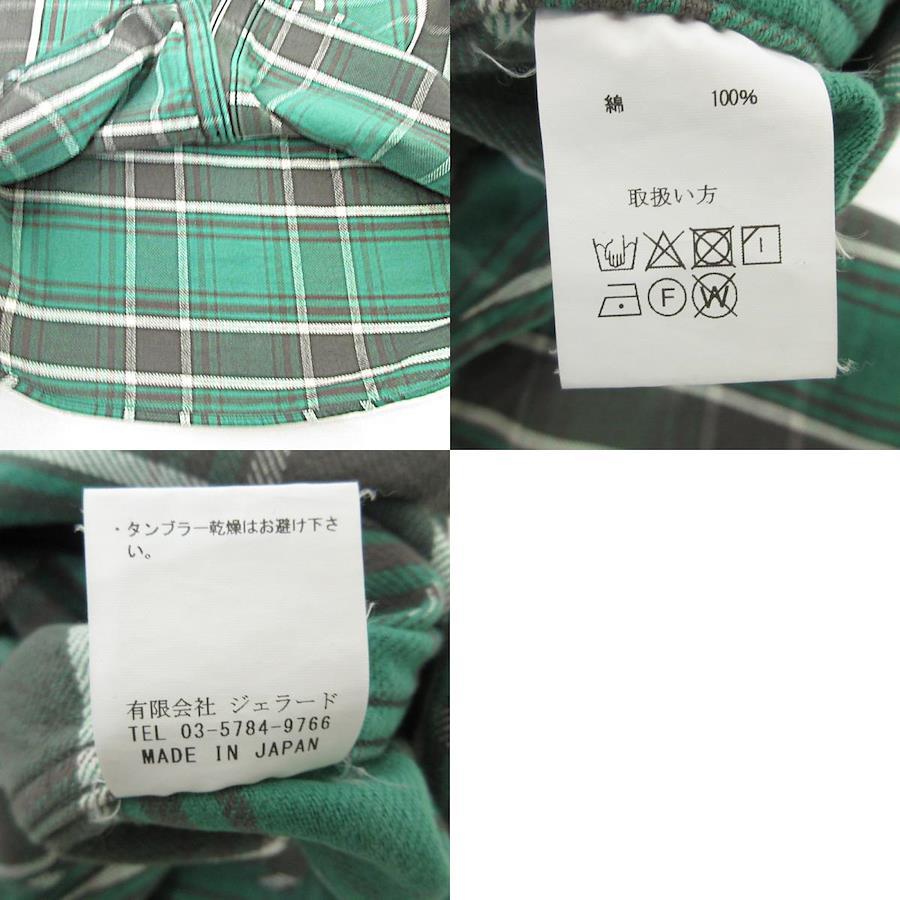 綿 100%
取扱い方
F W
・タンブラー乾燥はお避け下さ
い。
有限会社 ジェラード
TEL 03-5784-9766
MADE IN JAPAN